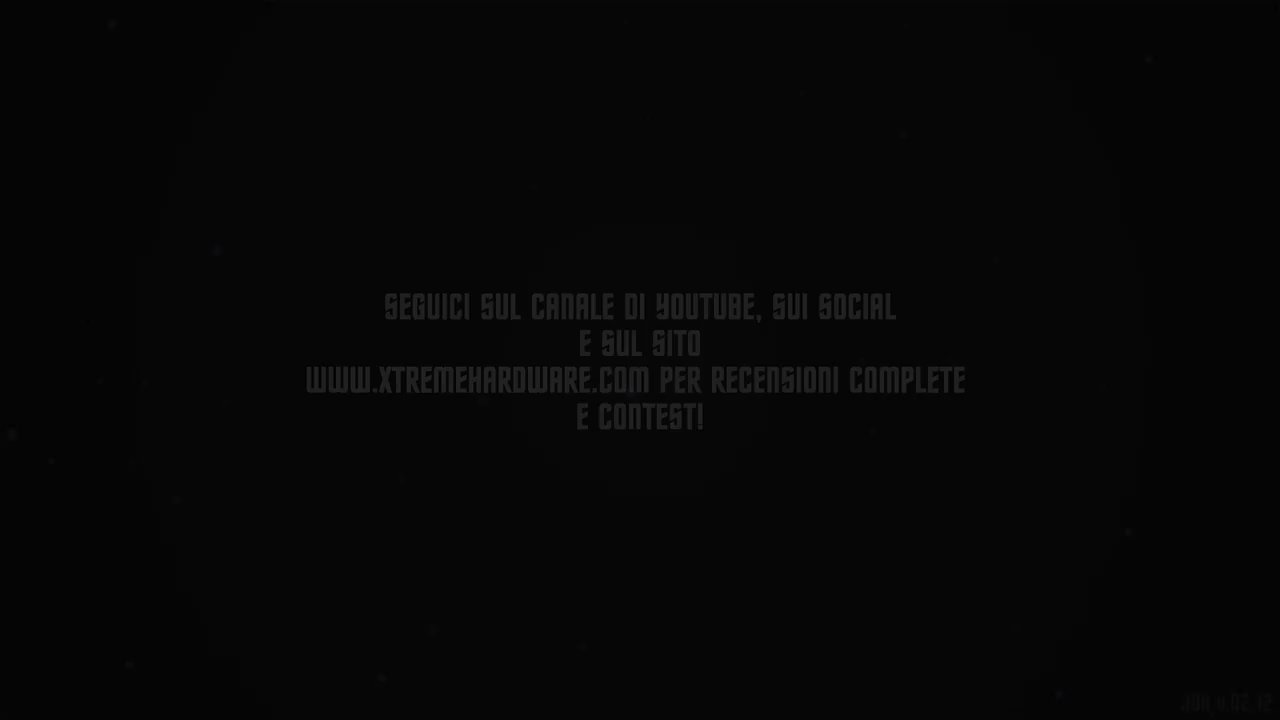 SEGUICI SUL CANALE DI YOUTUBE, SUI SOCIAL
E SUL SITO
WWW.XTREMEHARDWARE.COM PER RECENSIONI COMPLETE
E CONTEST!